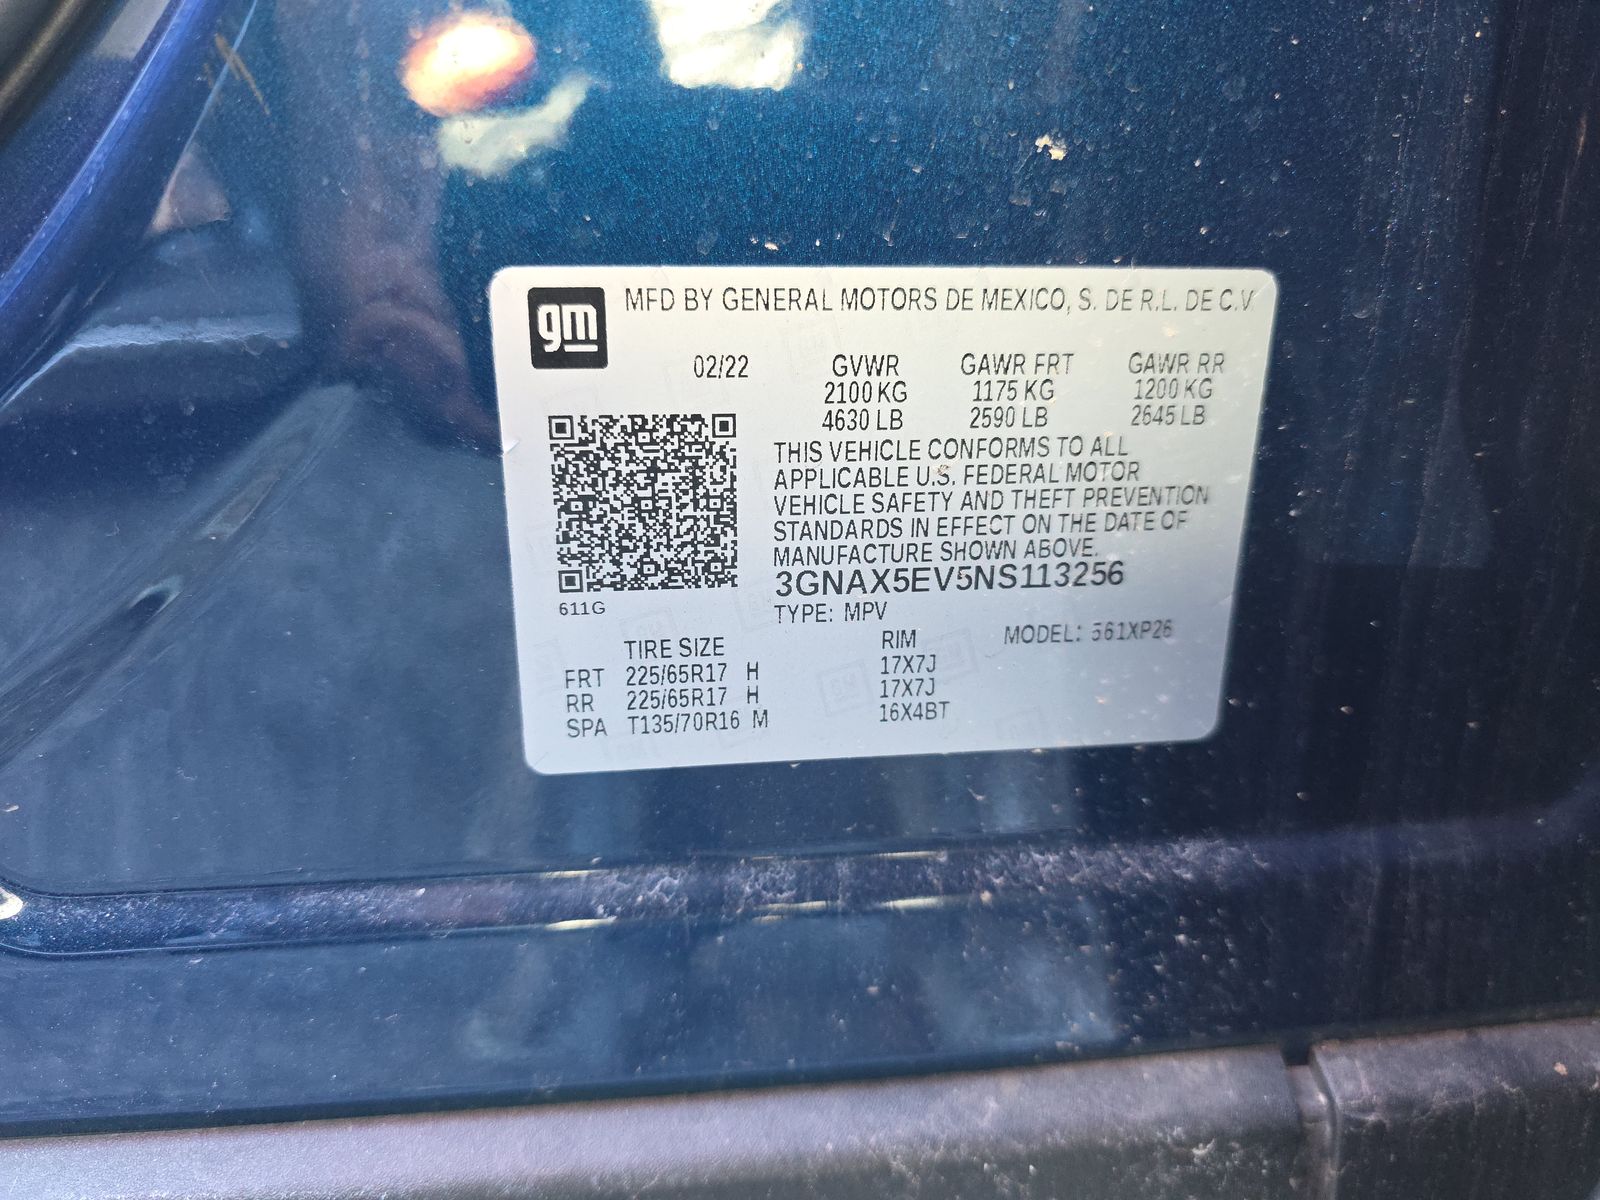 gm
MFD BY GENERAL MOTORS DE MEXICO, S. DE R.L. DE C.V
02/22 GVWR GAWR FRT GAWR RR
2100 KG 1175 KG 1200 KG
4630 LB 2590 LB 2645 LB
THIS VEHICLE CONFORMS TO ALL
APPLICABLE U.S. FEDERAL MOTOR
VEHICLE SAFETY AND THEFT PREVENTION
STANDARDS IN EFFECT ON THE DATE OF
MANUFACTURE SHOWN ABOVE.
3GNAX5EV5NS113256
611G
TYPE: MPV
TIRE SIZE RIM MODEL:
FRT 225/65R17 H 17X7J
RR 225/65R17 H 17X7J
SPA T135/70R16 M 16X4BT